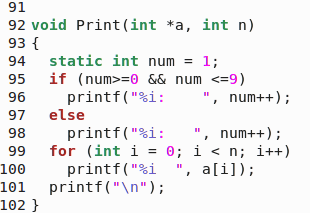 91
92 void Print(int *a, int n)
93 {
94   static int num = 1;
95   if (num>=0 && num <=9)
96     printf("%i:    ", num++);
97   else
98     printf("%i:   ", num++);
99   for (int i = 0; i < n; i++)
100     printf("%i  ", a[i]);
101   printf("\n");
102 }